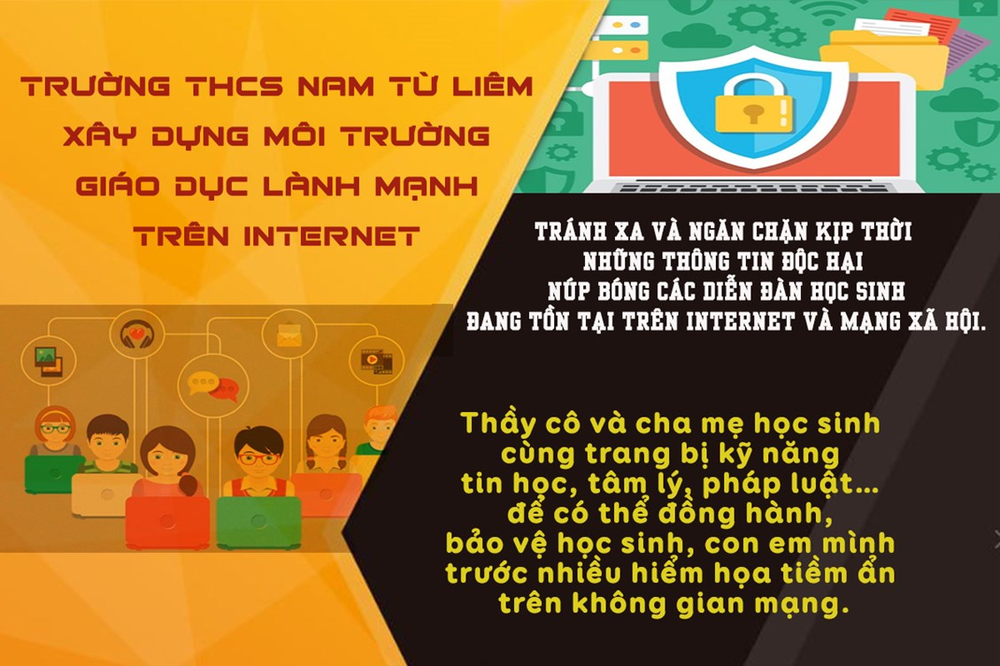 TRƯỜNG THCS NAM TỪ LIÊM
XÂY DỰNG MÔI TRƯỜNG
GIÁO DỤC LÀNH MẠNH
TRÊN INTERNET
TRÁNH XA VÀ NGĂN CHẶN KỊP THỜI
NHỮNG THÔNG TIN ĐỘC HẠI
NÚP BÓNG CÁC DIỄN ĐÀN HỌC SINH
ĐANG TỒN TẠI TRÊN INTERNET VÀ MẠNG XÃ HỘI.
Thầy cô và cha mẹ học sinh
cùng trang bị kỹ năng
tin học, tâm lý, pháp luật...
để có thể đồng hành,
bảo vệ học sinh, con em mình
trước nhiều hiểm họa tiềm ẩn
trên không gian mạng.